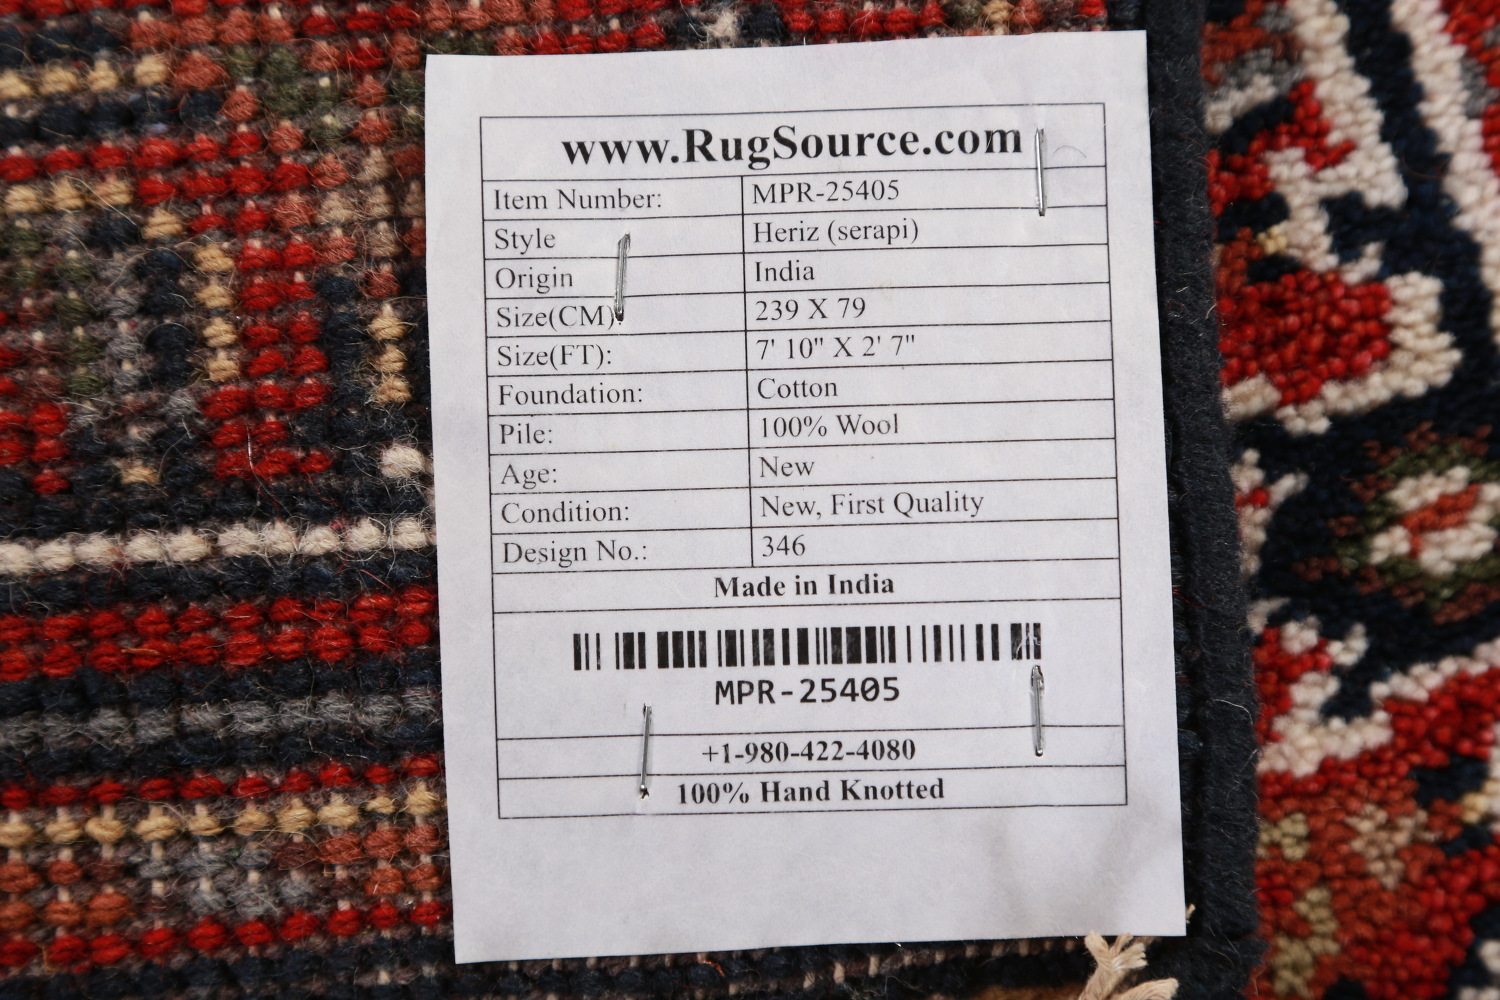 www.RugSource.com
Item Number: MPR-25405
Style Heriz (serapi)
Origin India
Size(CM): 239 X 79
Size(FT): 7' 10" X 2' 7"
Foundation: Cotton
Pile: 100% Wool
Age: New
Condition: New, First Quality
Design No.: 346
Made in India
MPR-25405
+1-980-422-4080
100% Hand Knotted